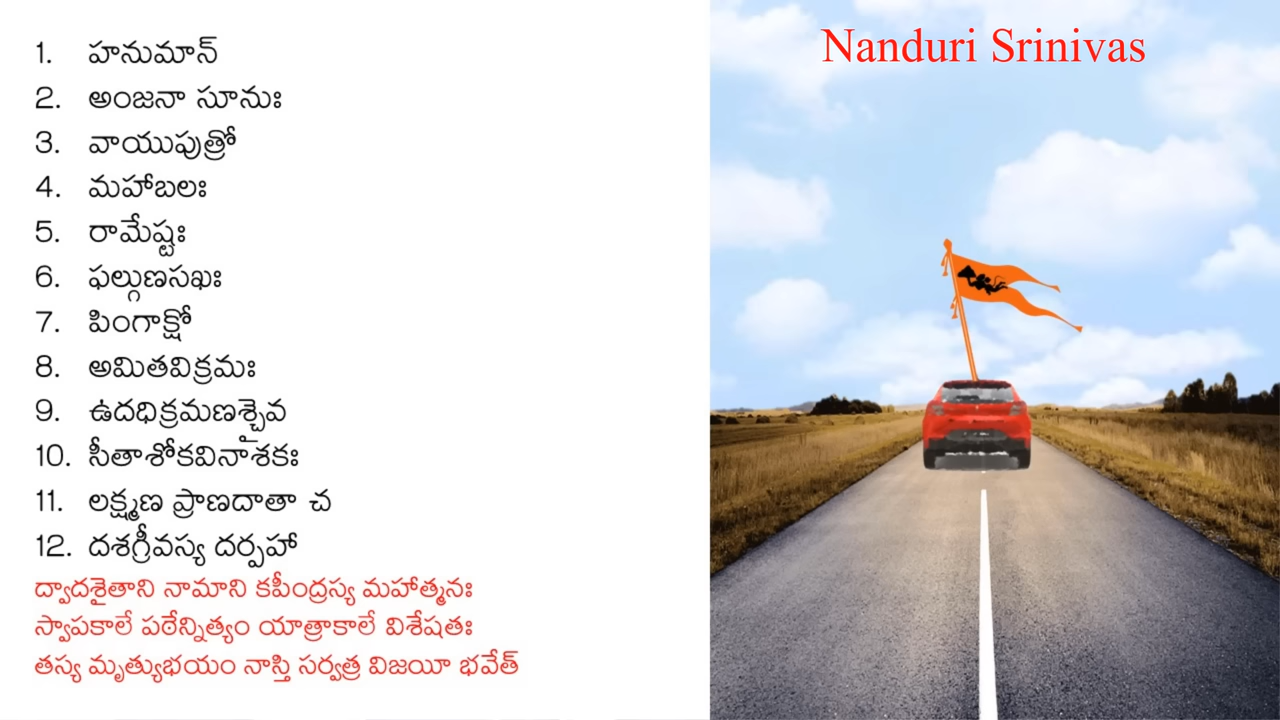 1. హనుమాన్
2. అంజనా సూనుః
3. వాయుపుత్రో
4. మహాబలః
5. రామేష్టః
6. ఫల్గుణసఖః
7. పింగాక్షో
8. అమితవిక్రమః
9. ఉదధిక్రమణశ్చైవ
10. సీతాశోకవినాశకః
11. లక్ష్మణ ప్రాణదాతా చ
12. దశగ్రీవస్య దర్పహా
ద్వాదశైతాని నామాని కపీంద్రస్య మహాత్మనః
స్వాపకాలే పఠేన్నిత్యం యాత్రాకాలే విశేషతః
తస్య మృత్యుభయం నాస్తి సర్వత్ర విజయీ భవేత్
Nanduri Srinivas